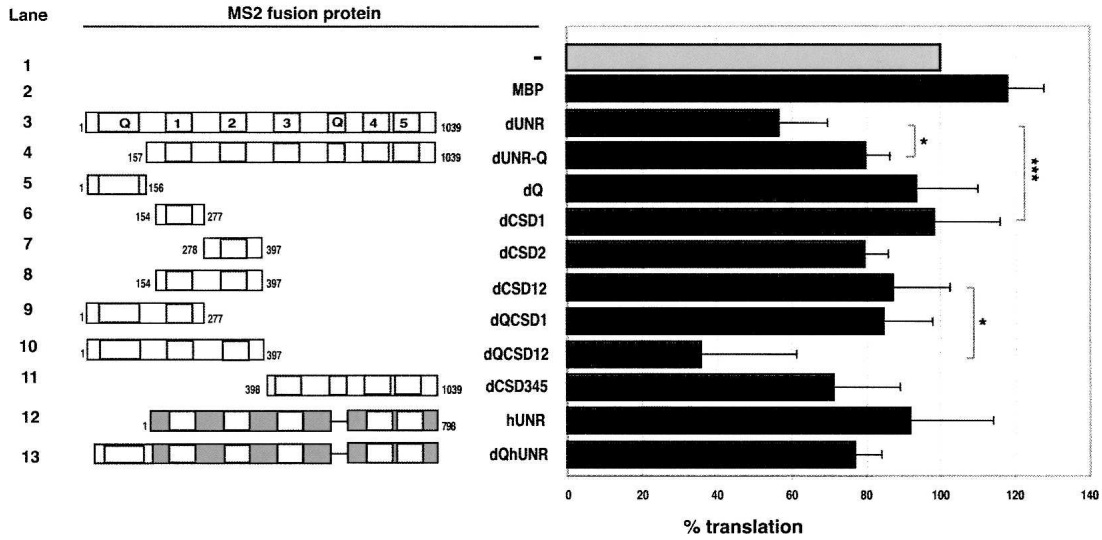 Lane MS2 fusion protein
1 -
2 MBP
3 1 Q 1 2 3 Q 4 5 1039 dUNR
4 157 1039 dUNR-Q
5 1 156 dQ
6 154 277 dCSD1
7 278 397 dCSD2
8 154 397 dCSD12
9 1 277 dQCSD1
10 1 397 dQCSD12
11 398 1039 dCSD345
12 1 798 hUNR
13 dQhUNR
*
***
*
0 20 40 60 80 100 120 140
% translation